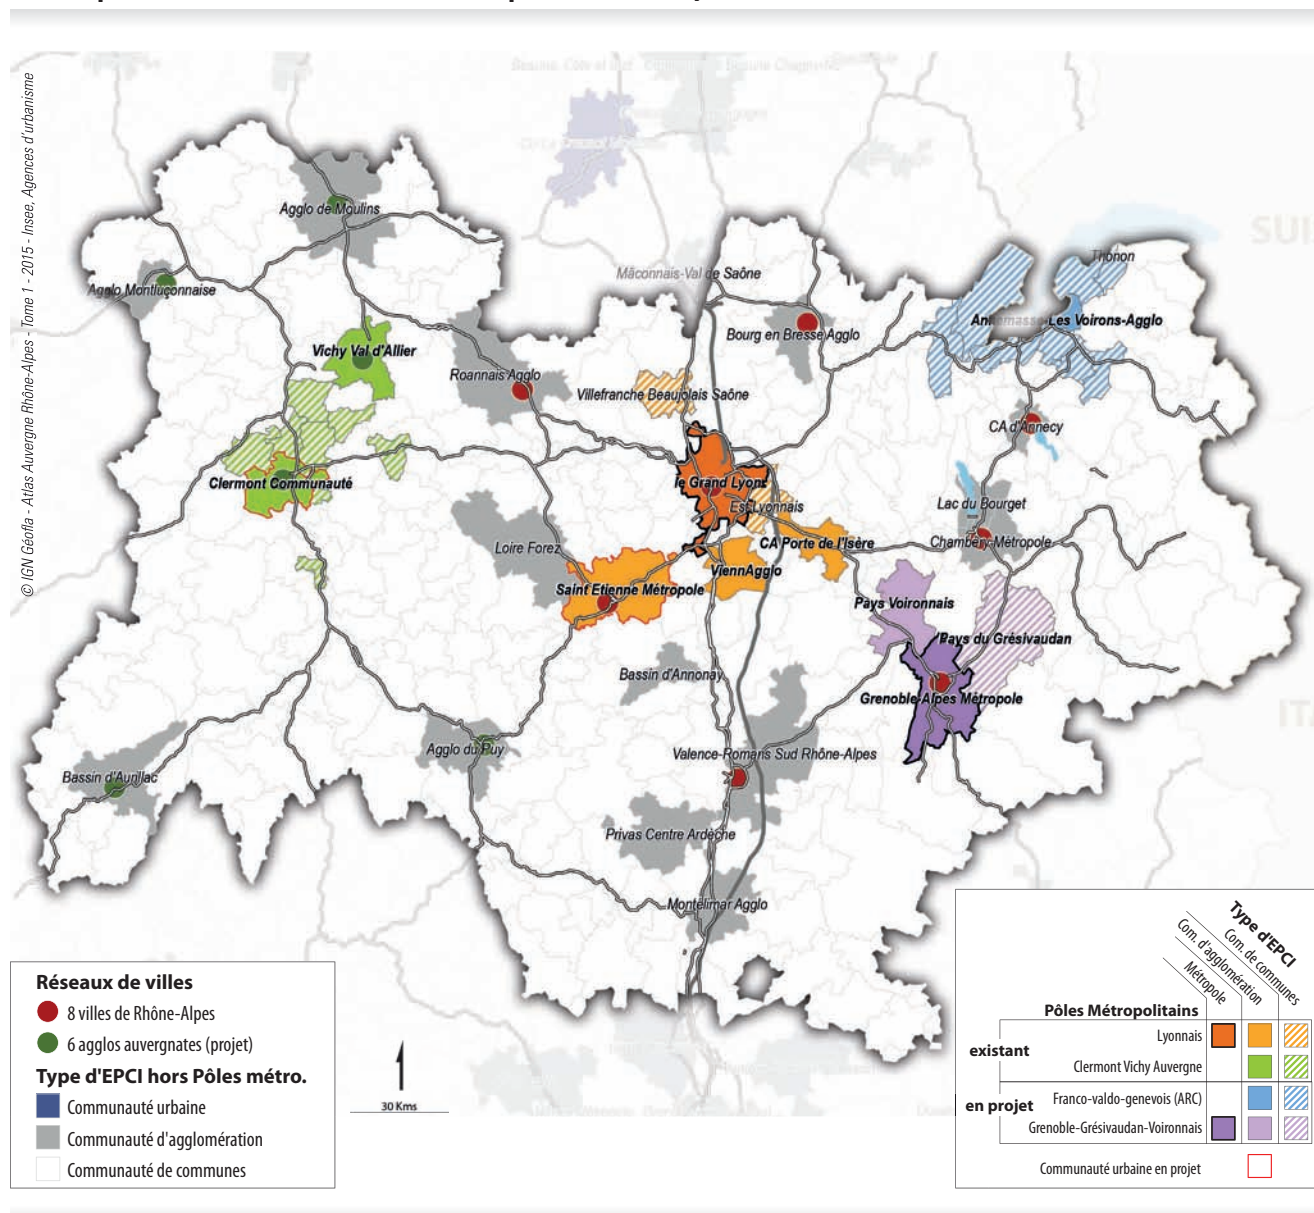 © IGN Géofla - Atlas Auvergne Rhône-Alpes - Tome 1 - 2015 - Insee, Agences d'urbanisme
SUI
Agglo de Moulins
Thonon
Mâconnais-Val de Saône
Agglo Montluçonnaise
Annemasse-Les Voirons-Agglo
Bourg en Bresse Agglo
Vichy Val d'Allier
Roannais Agglo
Villefranche Beaujolais Saône
CA d'Annecy
Clermont Communauté
le Grand Lyon
Est Lyonnais
Lac du Bourget
Loire Forez
CA Porte de l'Isère
Chambéry Métropole
ViennAgglo
Saint Etienne Métropole
Pays Voironnais
Pays du Grésivaudan
Bassin d'Annonay
Grenoble-Alpes Métropole
IT
Agglo du Puy
Valence-Romans Sud Rhône-Alpes
Bassin d'Aurillac
Privas Centre Ardèche
Montélimar Agglo
Réseaux de villes
8 villes de Rhône-Alpes
6 agglos auvergnates (projet)
Type d'EPCI hors Pôles métro.
Communauté urbaine
Communauté d'agglomération
Communauté de communes
30 Kms
Type d'EPCI
Com. de communes
Com. d'agglomération
Métropole
Pôles Métropolitains
existant
Lyonnais
Clermont Vichy Auvergne
en projet
Franco-valdo-genevois (ARC)
Grenoble-Grésivaudan-Voironnais
Communauté urbaine en projet